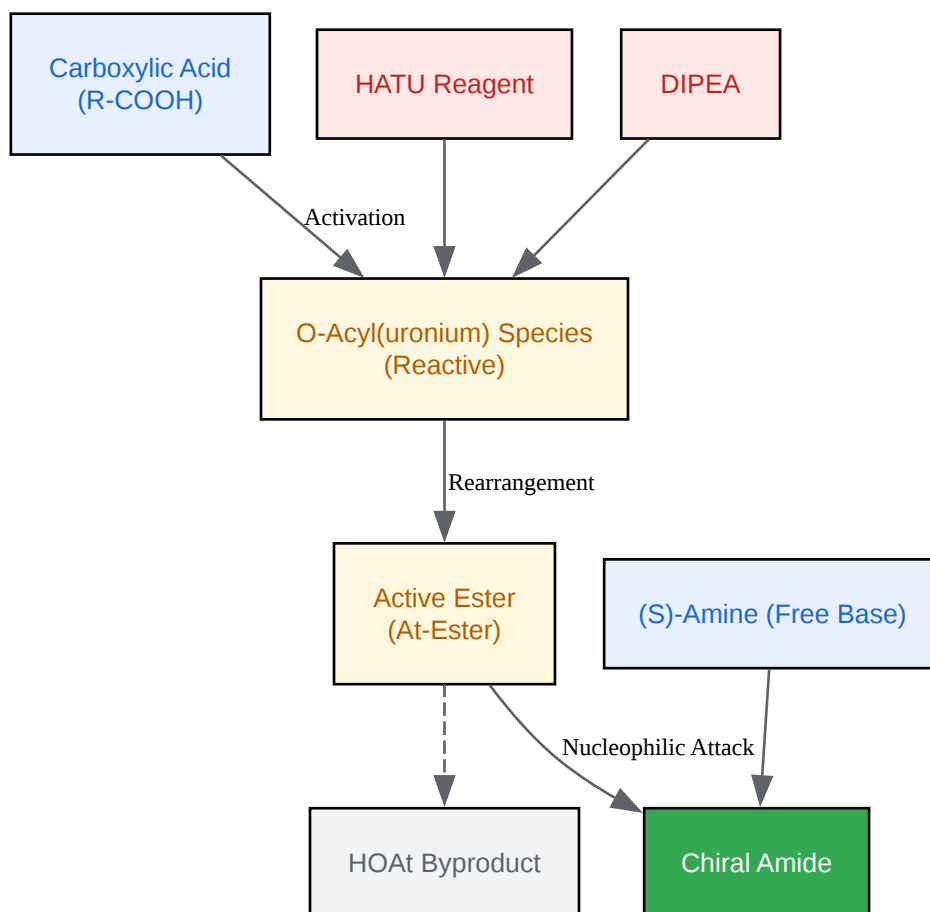 Carboxylic Acid
(R-COOH)
HATU Reagent
DIPEA
Activation
O-Acyl(uronium) Species
(Reactive)
Rearrangement
Active Ester
(At-Ester)
(S)-Amine (Free Base)
Nucleophilic Attack
HOAt Byproduct
Chiral Amide